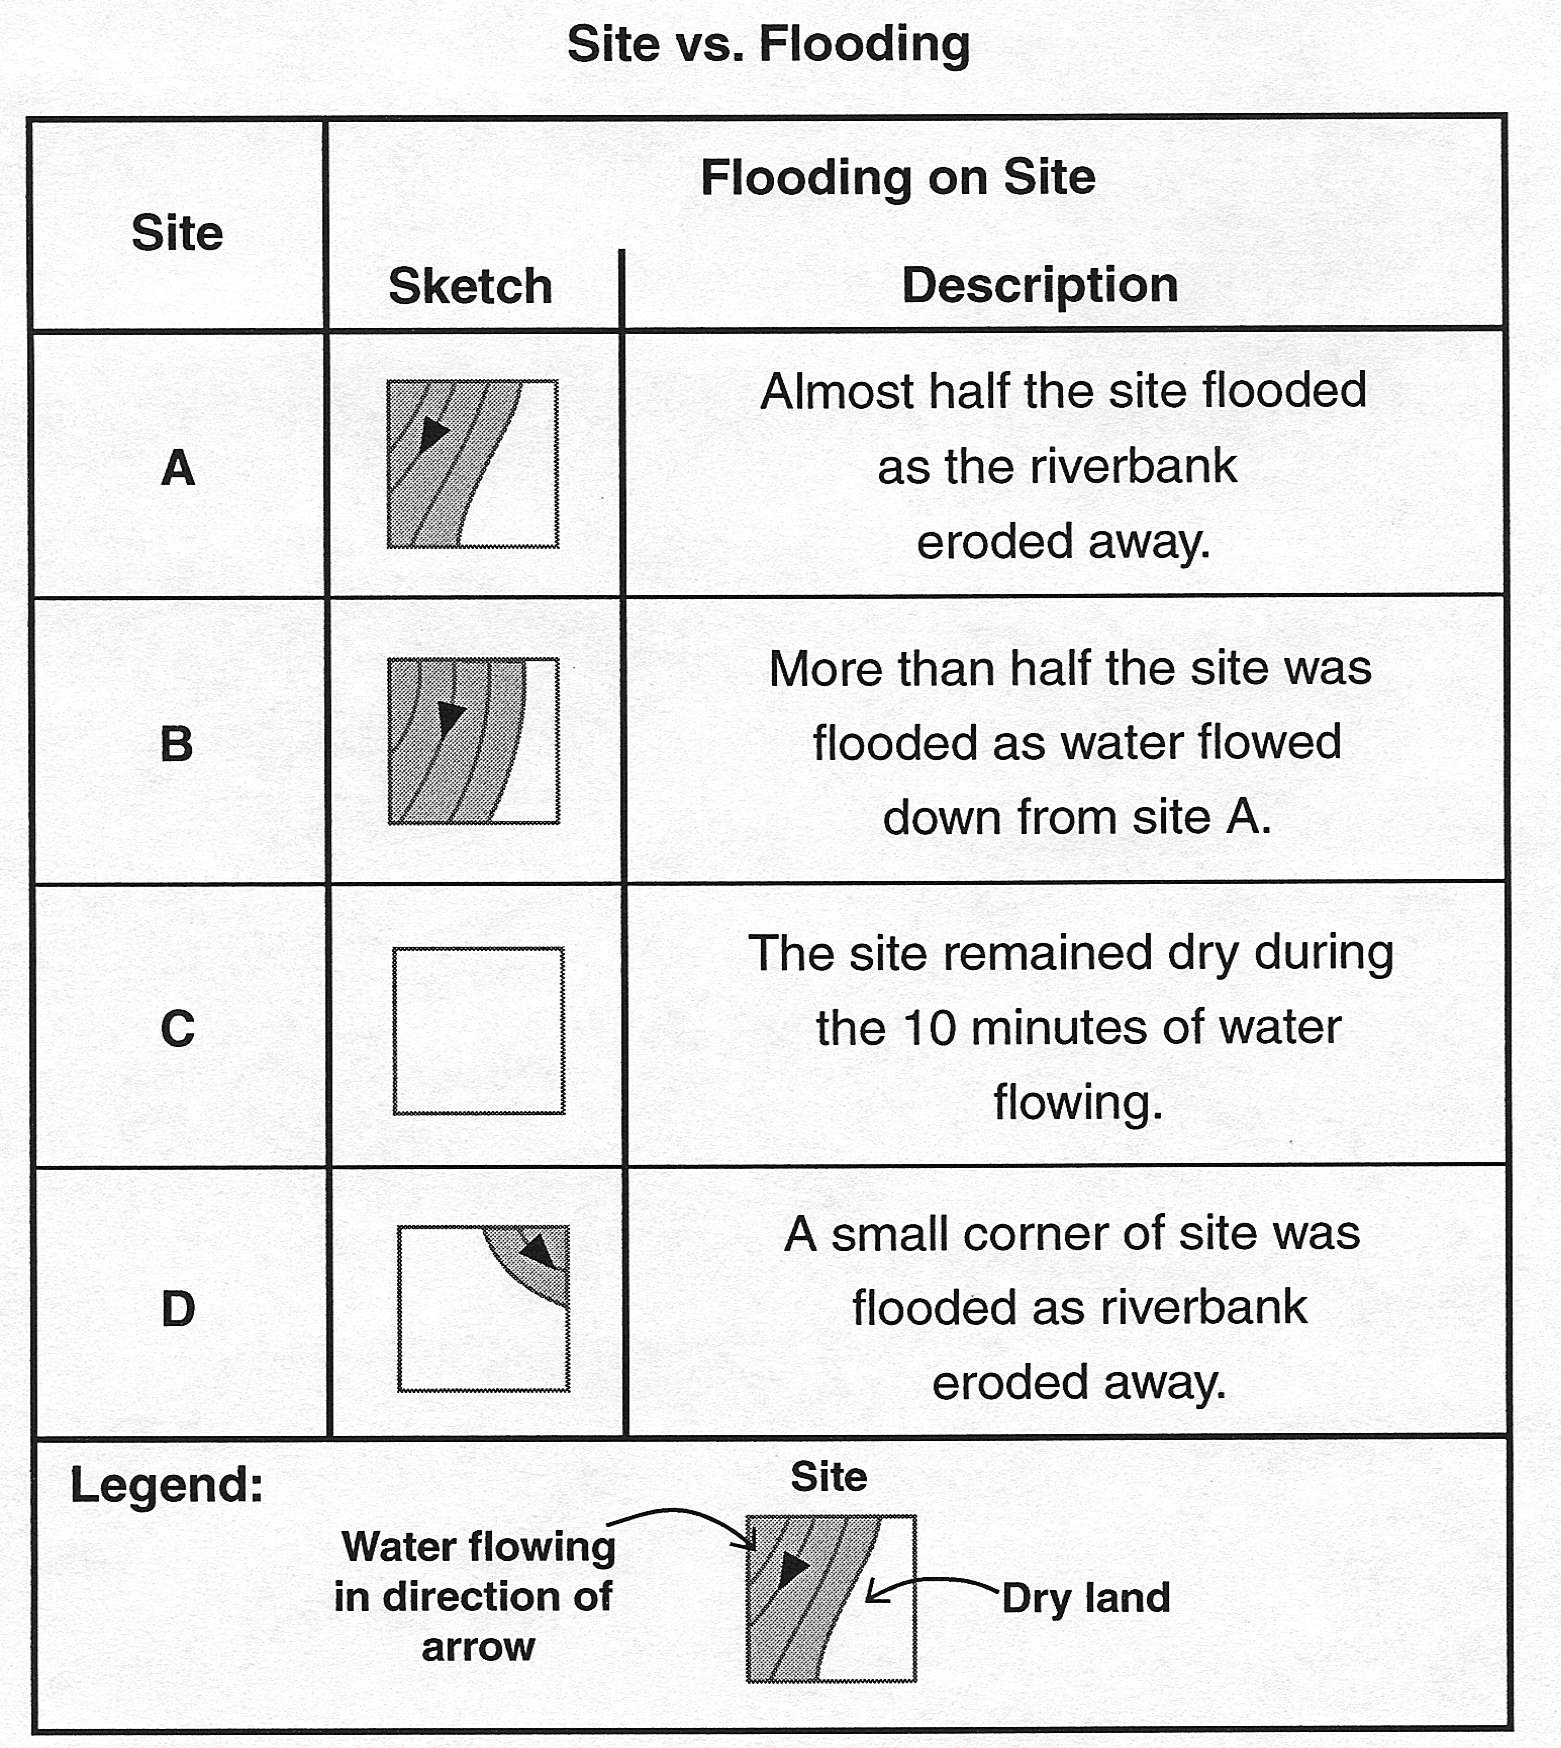 Site vs. Flooding
Site
Flooding on Site
Sketch
Description
A
Almost half the site flooded
as the riverbank
eroded away.
B
More than half the site was
flooded as water flowed
down from site A.
C
The site remained dry during
the 10 minutes of water
flowing.
D
A small corner of site was
flooded as riverbank
eroded away.
Legend:
Site
Water flowing
in direction of
arrow
Dry land